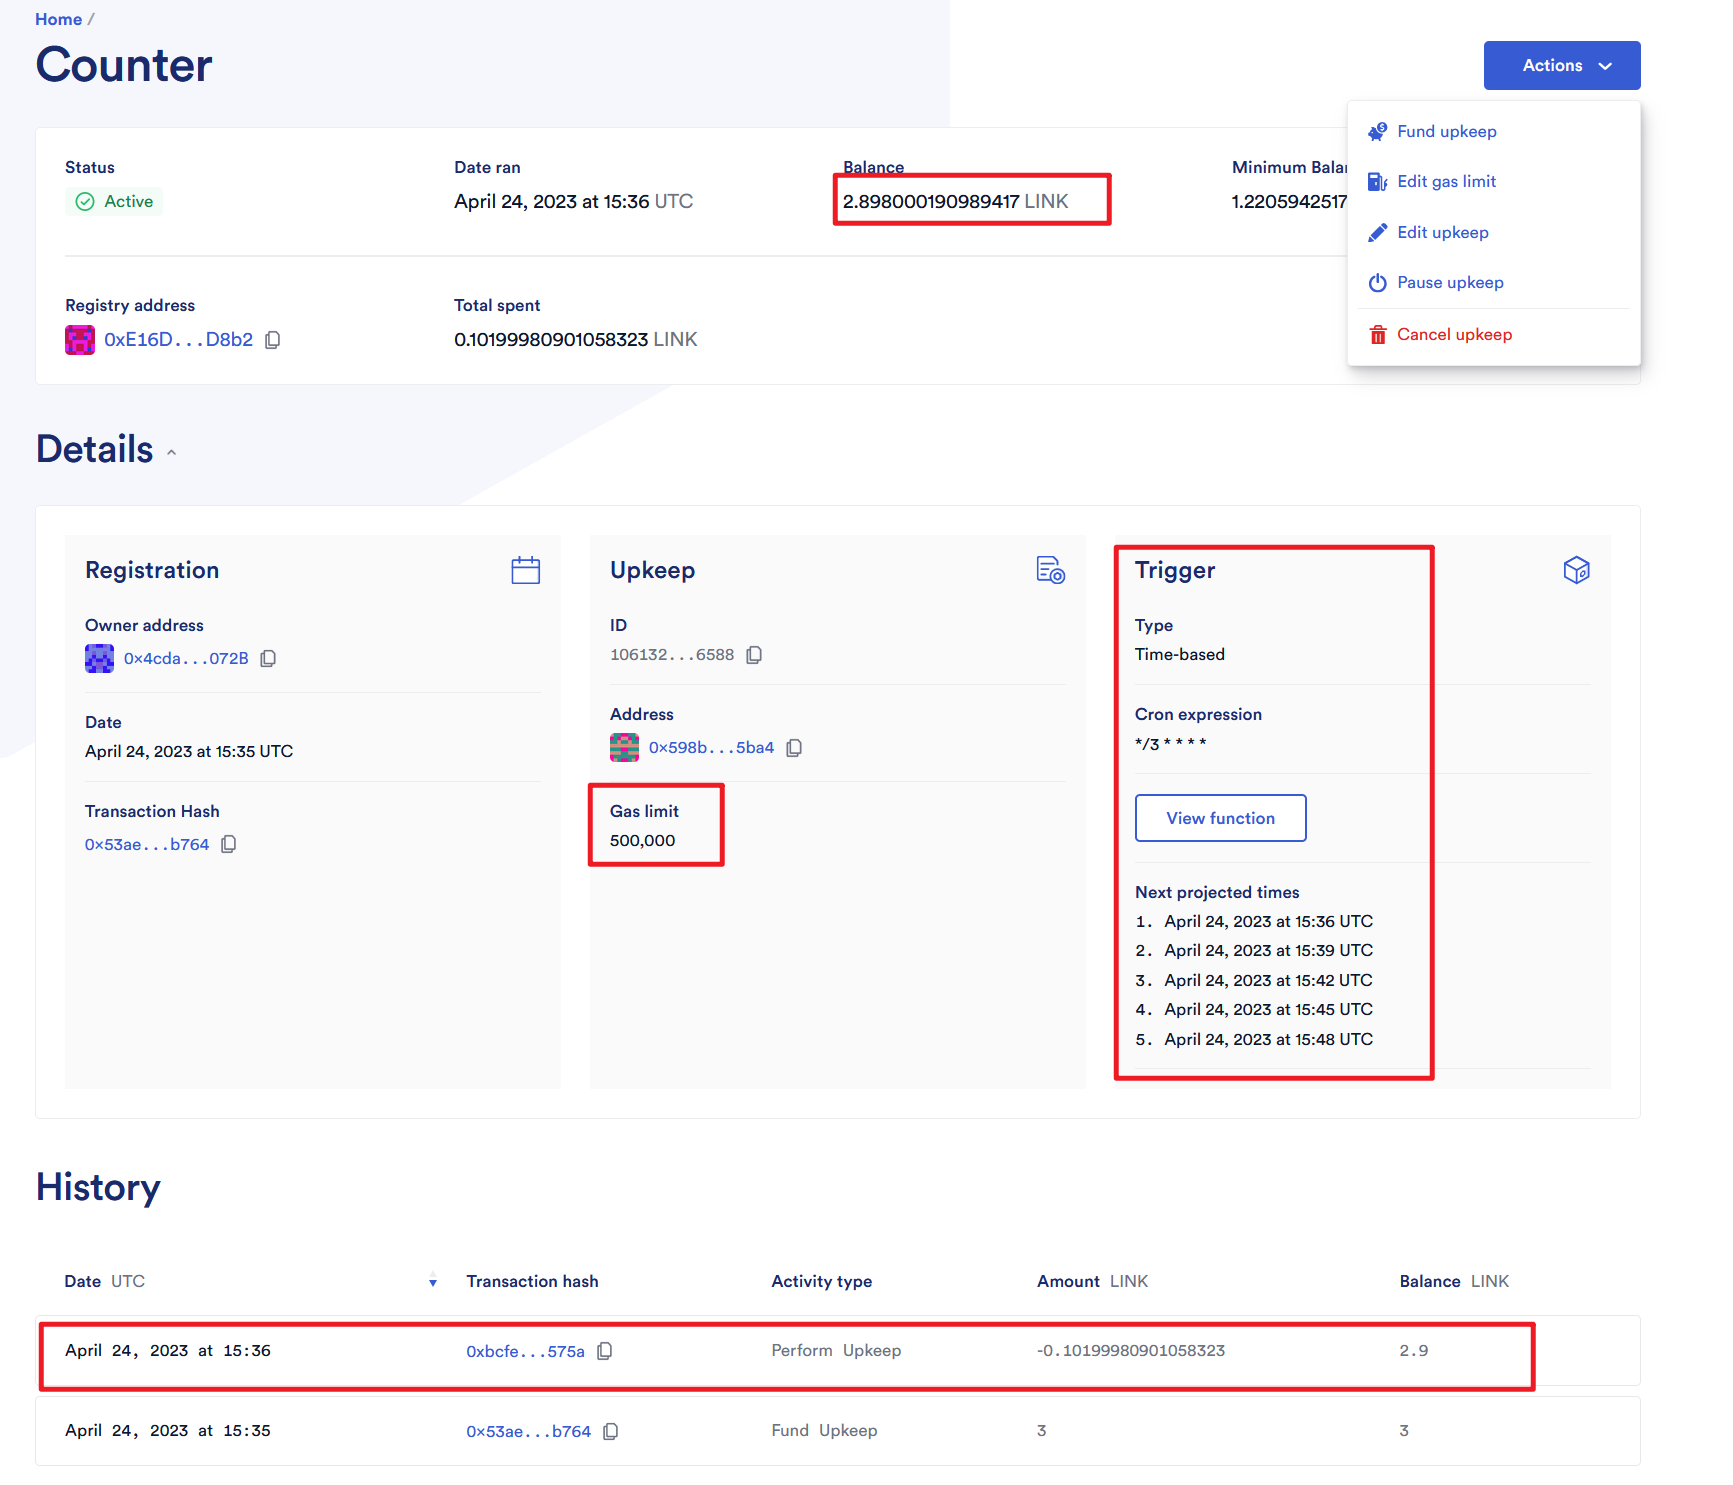 Home /
Counter
Actions
Fund upkeep
Edit gas limit
Edit upkeep
Pause upkeep
Cancel upkeep
Status
Active
Date ran
April 24, 2023 at 15:36 UTC
Balance
2.898000190989417 LINK
Minimum Balan
1.2205942517
Registry address
0xE16D...D8b2
Total spent
0.10199980901058323 LINK
Details
Registration
Owner address
0x4cda...072B
Date
April 24, 2023 at 15:35 UTC
Transaction Hash
0x53ae...b764
Upkeep
ID
106132...6588
Address
0x598b...5ba4
Gas limit
500,000
Trigger
Type
Time-based
Cron expression
*/3 * * * *
View function
Next projected times
1. April 24, 2023 at 15:36 UTC
2. April 24, 2023 at 15:39 UTC
3. April 24, 2023 at 15:42 UTC
4. April 24, 2023 at 15:45 UTC
5. April 24, 2023 at 15:48 UTC
History
Date UTC Transaction hash Activity type Amount LINK Balance LINK
April 24, 2023 at 15:36 0xbcfe...575a Perform Upkeep -0.10199980901058323 2.9
April 24, 2023 at 15:35 0x53ae...b764 Fund Upkeep 3 3